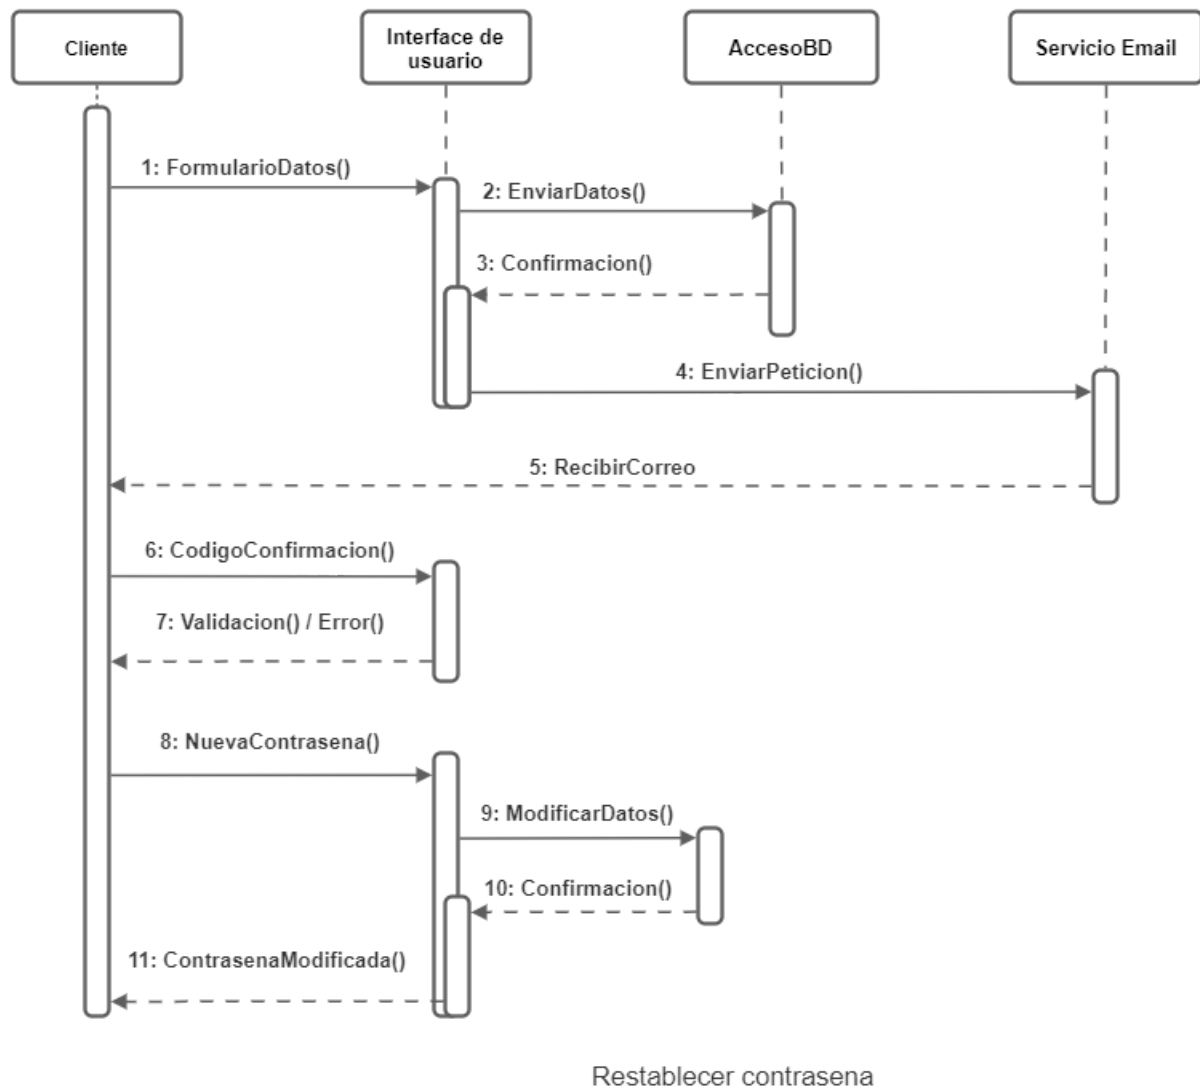 Cliente
Interface de
usuario
AccesoBD
Servicio Email
1: FormularioDatos()
2: EnviarDatos()
3: Confirmacion()
4: EnviarPeticion()
5: RecibirCorreo
6: CodigoConfirmacion()
7: Validacion() / Error()
8: NuevaContrasena()
9: ModificarDatos()
10: Confirmacion()
11: ContrasenaModificada()
Restablecer contrasena